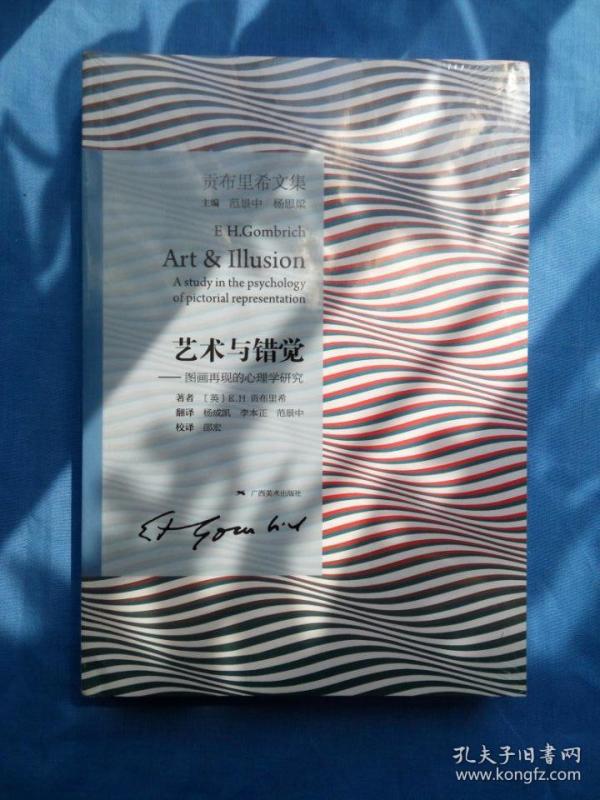 贡布里希文集
主编 范景中 杨思梁
E H.Gombrich
Art & Illusion
A study in the psychology
of pictorial representation
艺术与错觉
——图画再现的心理学研究
著者 [英] E.H 贡布里希
翻译 杨成凯 李本正 范景中
校译 邵宏
广西美术出版社
E H Gombrich
孔夫子旧书网
www.kongfz.com